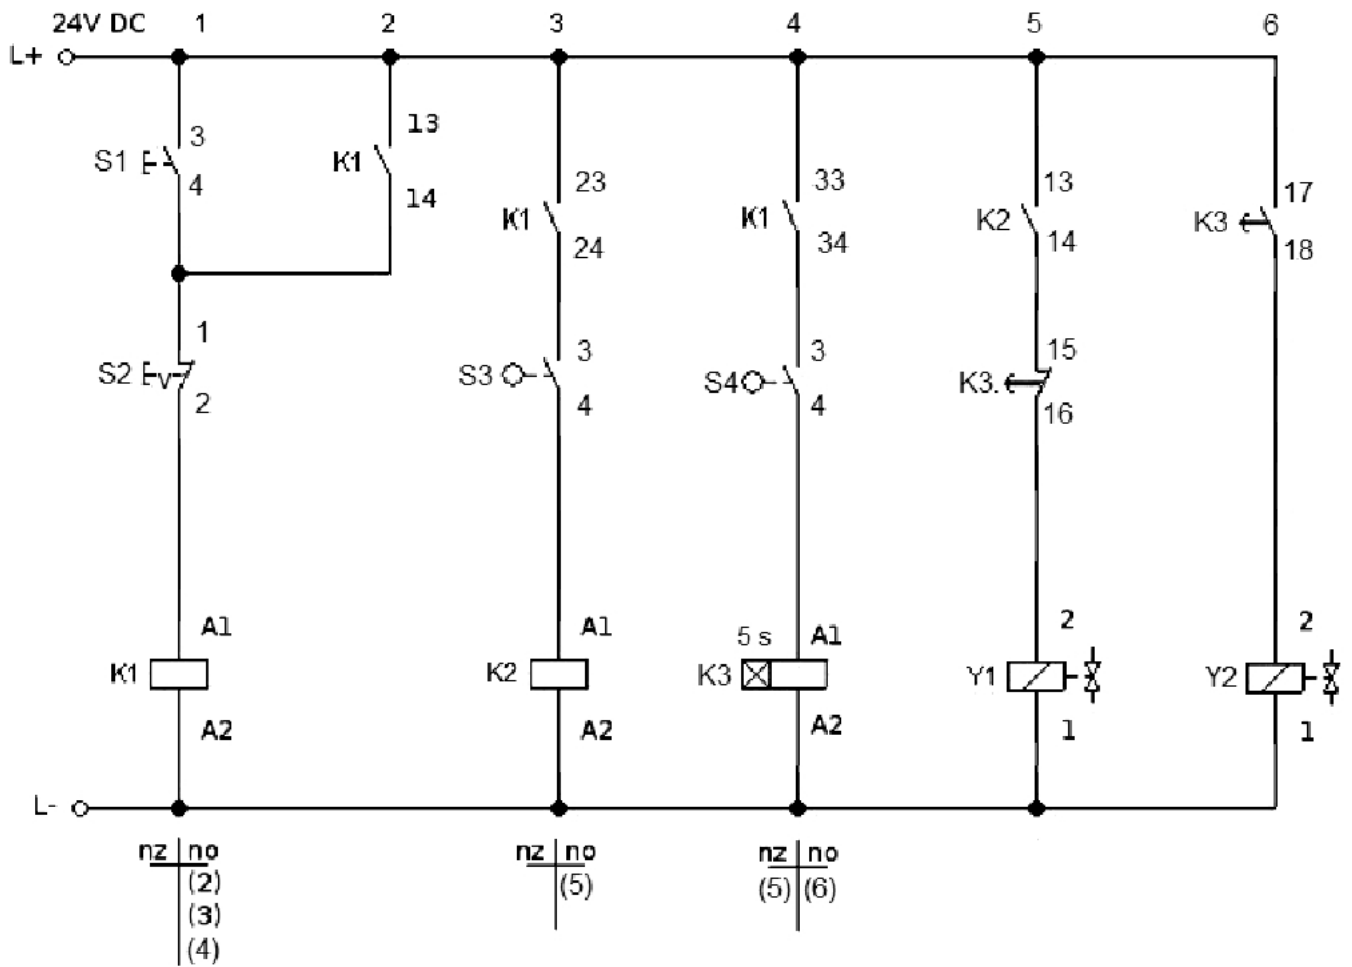 24V DC 1 2 3 4 5 6
L+
3 13
S1 K1
4 14
23 33 13 17
K1 K1 K2 K3
24 34 14 18
1 3 3 15
S2 S3 S4 K3.
2 4 4 16
A1 A1 5 s A1 2 2
K1 K2 K3 Y1 Y2
A2 A2 A2 1 1
L-
nz no nz no nz no
(2) (5) (5) (6)
(3)
(4)